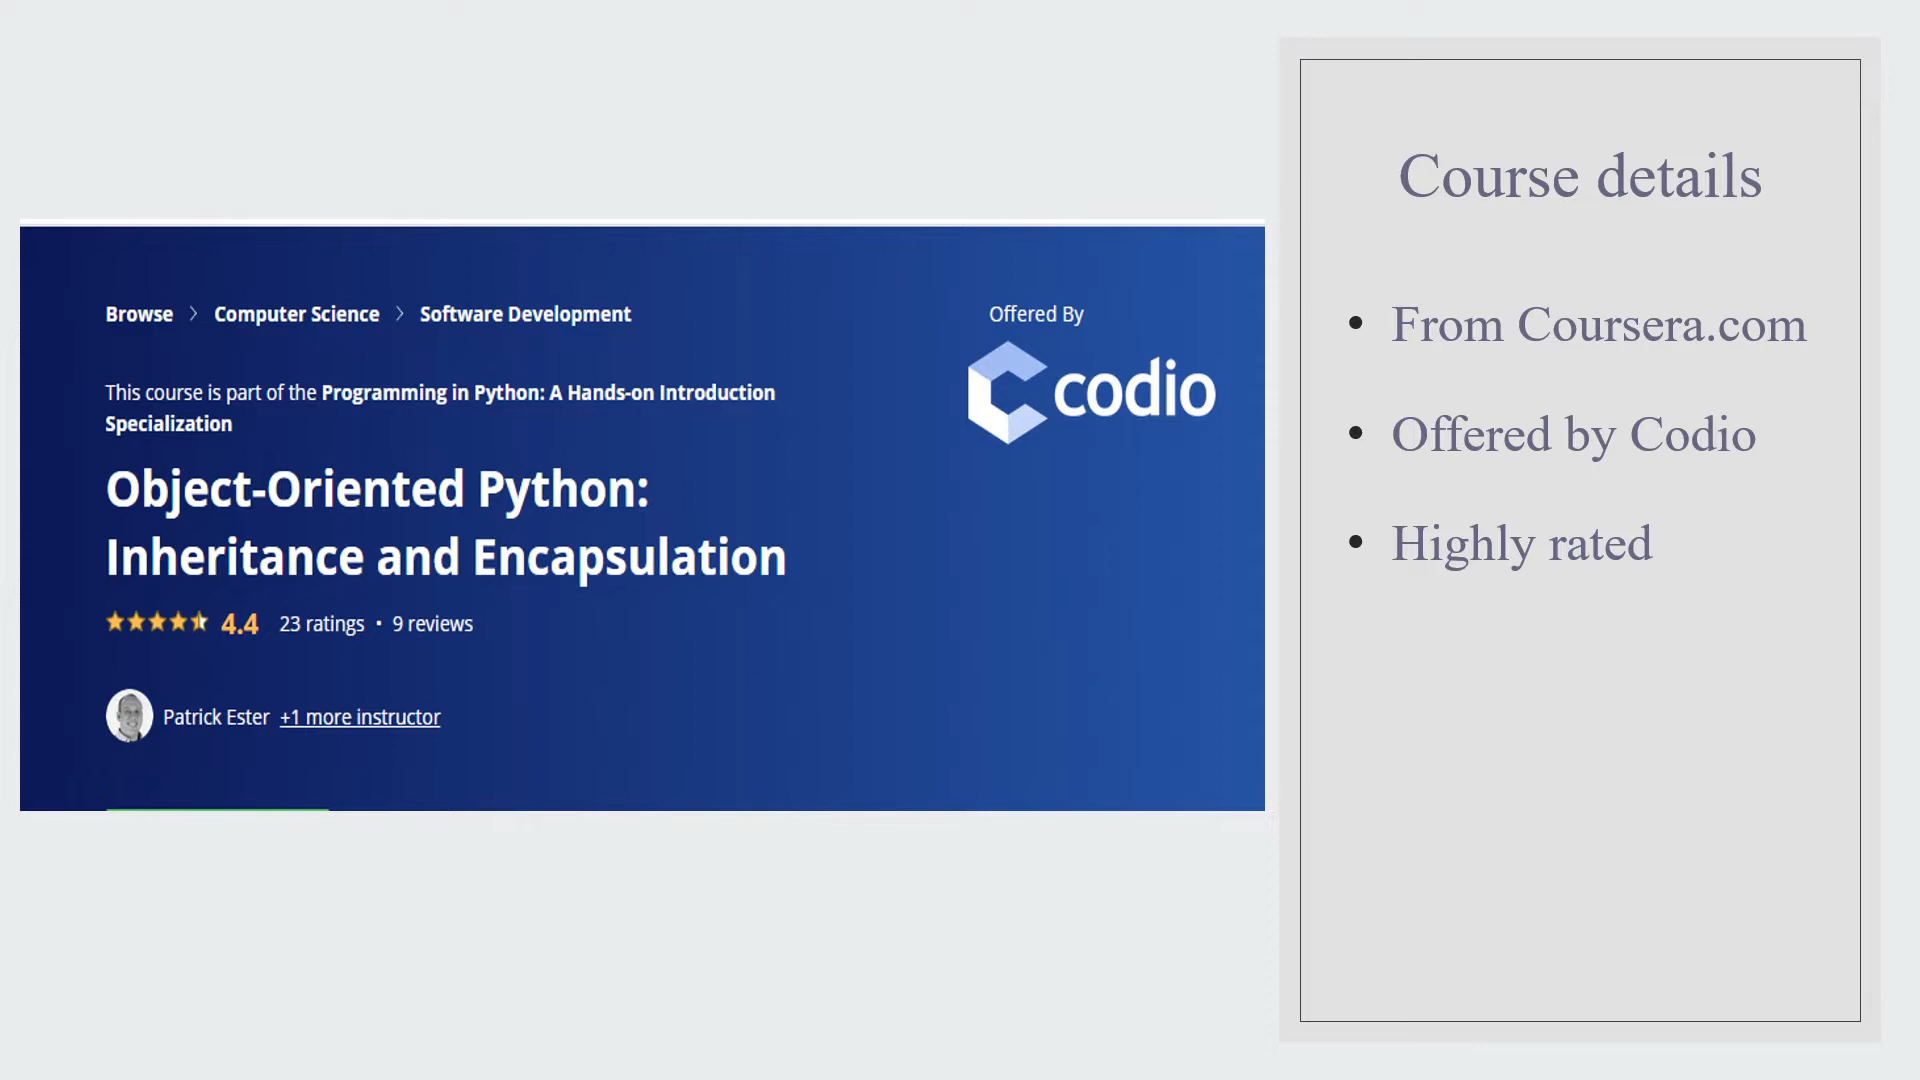 Browse > Computer Science > Software Development
Offered By
codio
This course is part of the Programming in Python: A Hands-on Introduction
Specialization
Object-Oriented Python:
Inheritance and Encapsulation
4.4 23 ratings • 9 reviews
Patrick Ester +1 more instructor
Course details
• From Coursera.com
• Offered by Codio
• Highly rated